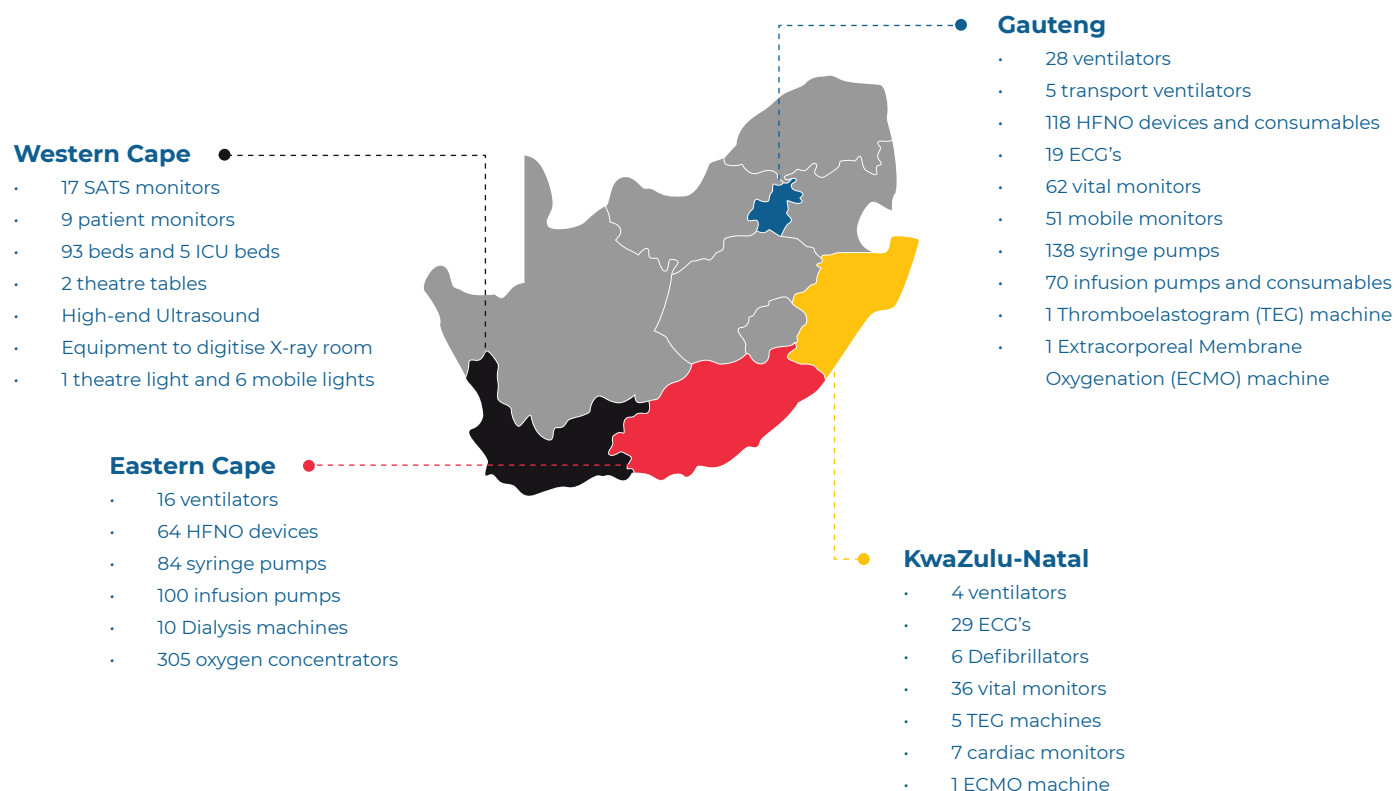 Western Cape
• 17 SATS monitors
• 9 patient monitors
• 93 beds and 5 ICU beds
• 2 theatre tables
• High-end Ultrasound
• Equipment to digitise X-ray room
• 1 theatre light and 6 mobile lights
Eastern Cape
• 16 ventilators
• 64 HFNO devices
• 84 syringe pumps
• 100 infusion pumps
• 10 Dialysis machines
• 305 oxygen concentrators
Gauteng
• 28 ventilators
• 5 transport ventilators
• 118 HFNO devices and consumables
• 19 ECG’s
• 62 vital monitors
• 51 mobile monitors
• 138 syringe pumps
• 70 infusion pumps and consumables
• 1 Thromboelastogram (TEG) machine
• 1 Extracorporeal Membrane
Oxygenation (ECMO) machine
KwaZulu-Natal
• 4 ventilators
• 29 ECG’s
• 6 Defibrillators
• 36 vital monitors
• 5 TEG machines
• 7 cardiac monitors
• 1 ECMO machine